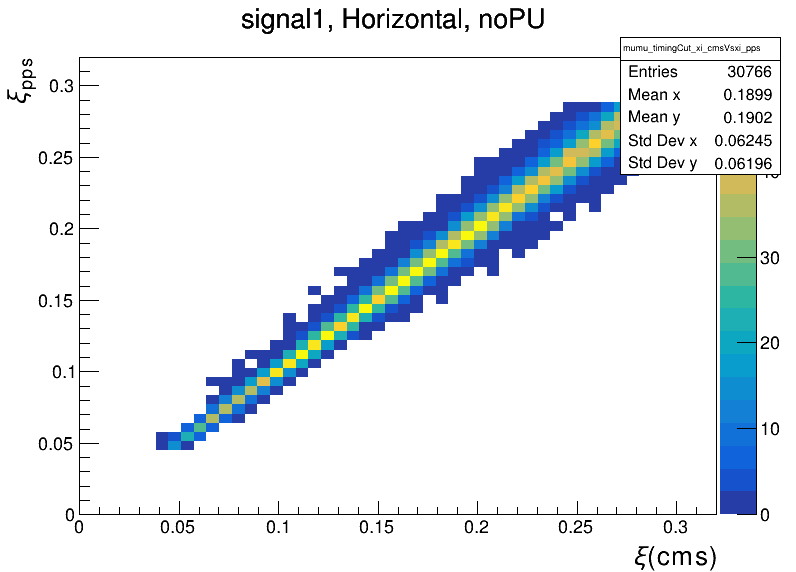 signal1, Horizontal, noPU
mumu_timingCut_xi_cmsVsxi_pps
Entries 30766
Mean x 0.1899
Mean y 0.1902
Std Dev x 0.06245
Std Dev y 0.06196
ξpps
0.3
0.25
0.2
0.15
0.1
0.05
0
0 0.05 0.1 0.15 0.2 0.25 0.3
ξ(cms)
30
20
10
0